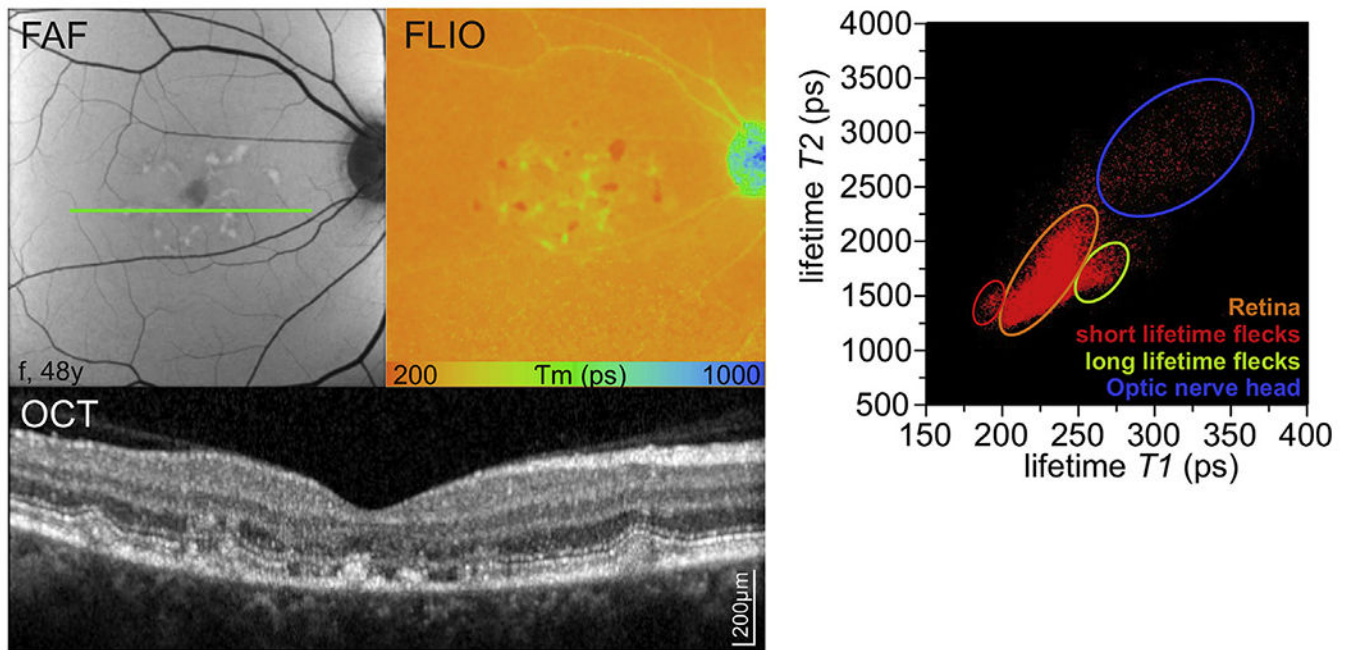 FAF
f, 48y
FLIO
200 Tm (ps) 1000
OCT
200µm
4000
3500
3000
2500
2000
1500
1000
500
lifetime T2 (ps)
Retina
short lifetime flecks
long lifetime flecks
Optic nerve head
150 200 250 300 350 400
lifetime T1 (ps)